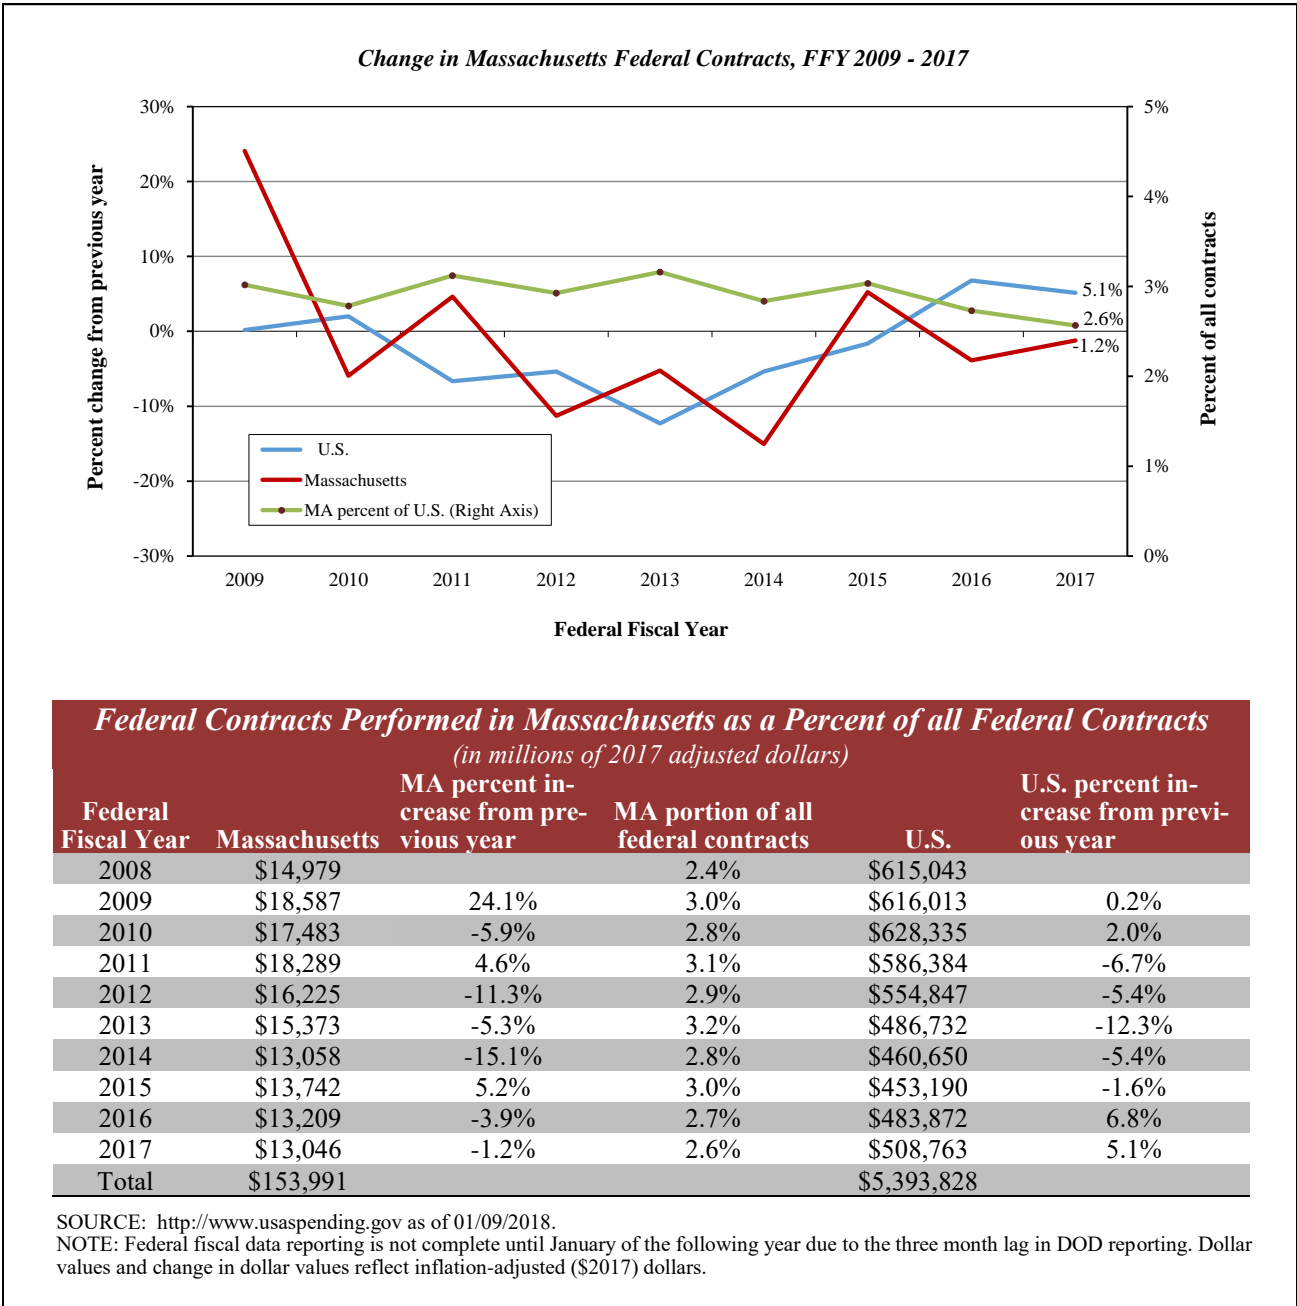 Change in Massachusetts Federal Contracts, FFY 2009 - 2017
30%
20%
10%
0%
-10%
-20%
-30%
Percent change from previous year
5%
4%
3%
2%
1%
0%
Percent of all contracts
5.1%
2.6%
-1.2%
U.S.
Massachusetts
MA percent of U.S. (Right Axis)
2009 2010 2011 2012 2013 2014 2015 2016 2017
Federal Fiscal Year
Federal Contracts Performed in Massachusetts as a Percent of all Federal Contracts
(in millions of 2017 adjusted dollars)
Federal Fiscal Year Massachusetts MA percent in-crease from pre-vious year MA portion of all federal contracts U.S. U.S. percent in-crease from previ-ous year
2008 $14,979 2.4% $615,043
2009 $18,587 24.1% 3.0% $616,013 0.2%
2010 $17,483 -5.9% 2.8% $628,335 2.0%
2011 $18,289 4.6% 3.1% $586,384 -6.7%
2012 $16,225 -11.3% 2.9% $554,847 -5.4%
2013 $15,373 -5.3% 3.2% $486,732 -12.3%
2014 $13,058 -15.1% 2.8% $460,650 -5.4%
2015 $13,742 5.2% 3.0% $453,190 -1.6%
2016 $13,209 -3.9% 2.7% $483,872 6.8%
2017 $13,046 -1.2% 2.6% $508,763 5.1%
Total $153,991 $5,393,828
SOURCE: http://www.usaspending.gov as of 01/09/2018.
NOTE: Federal fiscal data reporting is not complete until January of the following year due to the three month lag in DOD reporting. Dollar
values and change in dollar values reflect inflation-adjusted ($2017) dollars.